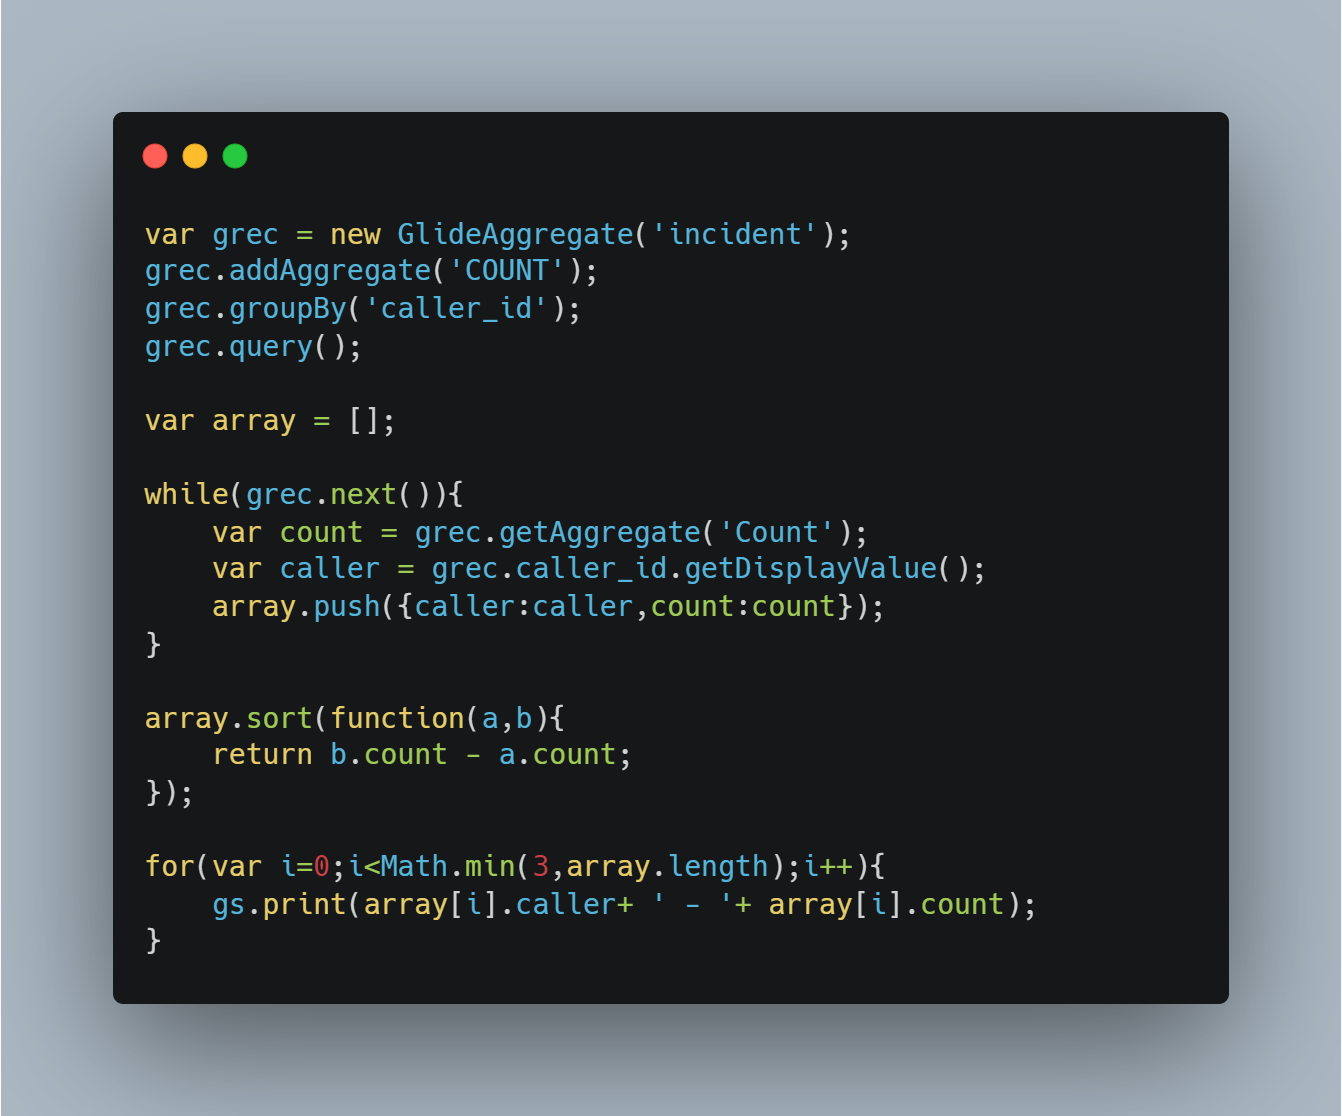 var grec = new GlideAggregate('incident');
grec.addAggregate('COUNT');
grec.groupBy('caller_id');
grec.query();

var array = [];

while(grec.next()){
    var count = grec.getAggregate('Count');
    var caller = grec.caller_id.getDisplayValue();
    array.push({caller:caller,count:count});
}

array.sort(function(a,b){
    return b.count - a.count;
});

for(var i=0;i<Math.min(3,array.length);i++){
    gs.print(array[i].caller+ ' - '+ array[i].count);
}